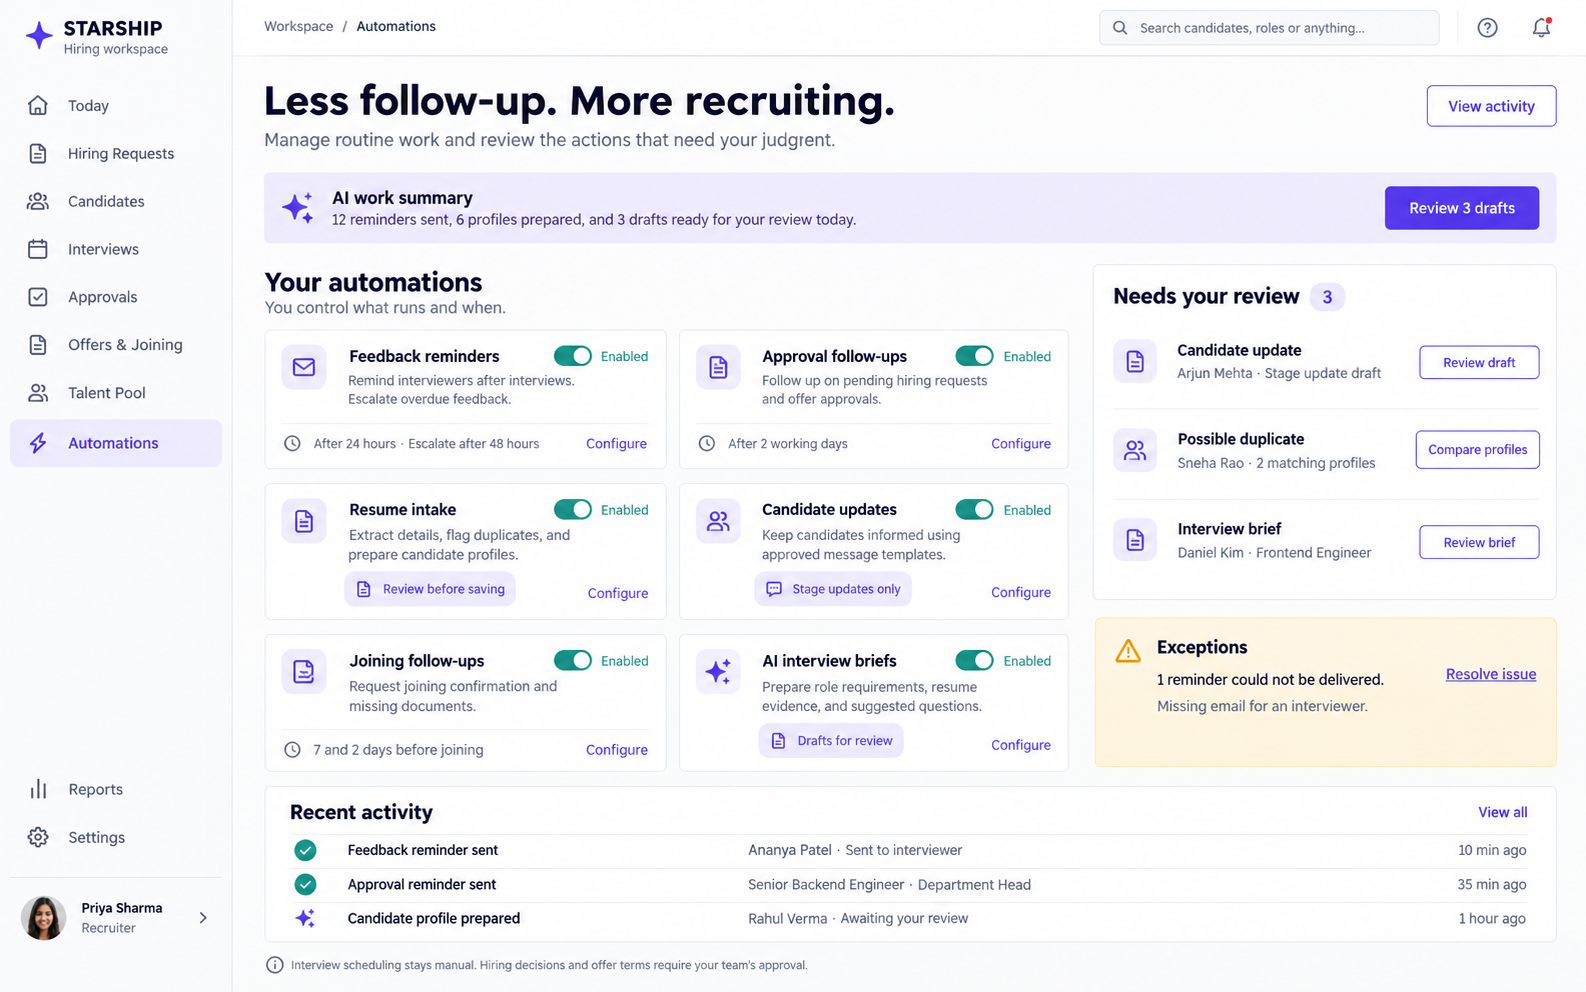 STARSHIP
Hiring workspace
Today
Hiring Requests
Candidates
Interviews
Approvals
Offers & Joining
Talent Pool
Automations
Reports
Settings
Priya Sharma
Recruiter
Workspace / Automations
Search candidates, roles or anything...
Less follow-up. More recruiting.
Manage routine work and review the actions that need your judgrent.
View activity
AI work summary
12 reminders sent, 6 profiles prepared, and 3 drafts ready for your review today.
Review 3 drafts
Your automations
You control what runs and when.
Feedback reminders
Enabled
Remind interviewers after interviews.
Escalate overdue feedback.
After 24 hours · Escalate after 48 hours
Configure
Approval follow-ups
Enabled
Follow up on pending hiring requests
and offer approvals.
After 2 working days
Configure
Resume intake
Enabled
Extract details, flag duplicates, and
prepare candidate profiles.
Review before saving
Configure
Candidate updates
Enabled
Keep candidates informed using
approved message templates.
Stage updates only
Configure
Joining follow-ups
Enabled
Request joining confirmation and
missing documents.
7 and 2 days before joining
Configure
AI interview briefs
Enabled
Prepare role requirements, resume
evidence, and suggested questions.
Drafts for review
Configure
Needs your review 3
Candidate update
Arjun Mehta · Stage update draft
Review draft
Possible duplicate
Sneha Rao · 2 matching profiles
Compare profiles
Interview brief
Daniel Kim · Frontend Engineer
Review brief
Exceptions
1 reminder could not be delivered.
Missing email for an interviewer.
Resolve issue
Recent activity
View all
Feedback reminder sent
Ananya Patel · Sent to interviewer
10 min ago
Approval reminder sent
Senior Backend Engineer · Department Head
35 min ago
Candidate profile prepared
Rahul Verma · Awaiting your review
1 hour ago
Interview scheduling stays manual. Hiring decisions and offer terms require your team's approval.